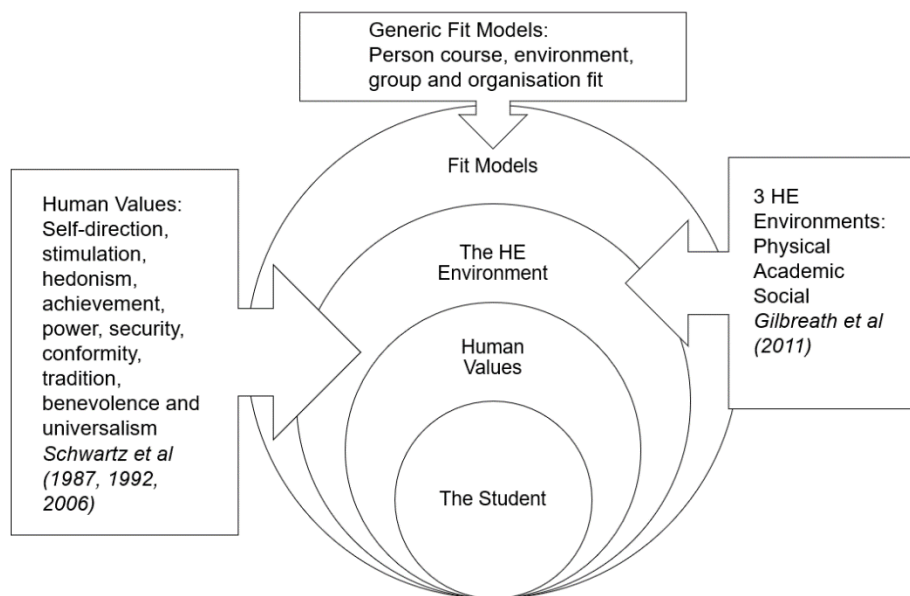 Generic Fit Models:
Person course, environment,
group and organisation fit
Fit Models
Human Values:
Self-direction,
stimulation,
hedonism,
achievement,
power, security,
conformity,
tradition,
benevolence and
universalism
Schwartz et al
(1987, 1992,
2006)
The HE
Environment
Human
Values
The Student
3 HE
Environments:
Physical
Academic
Social
Gilbreath et al
(2011)